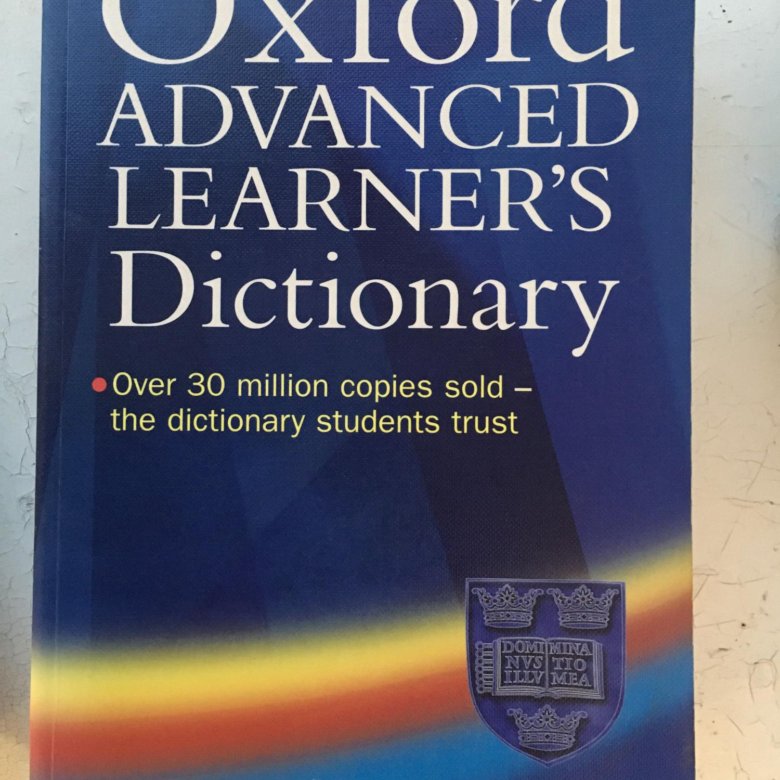 Oxford
ADVANCED
LEARNER'S
Dictionary
Over 30 million copies sold –
the dictionary students trust
DOMI MINA
NVS TIO
ILLV MEA